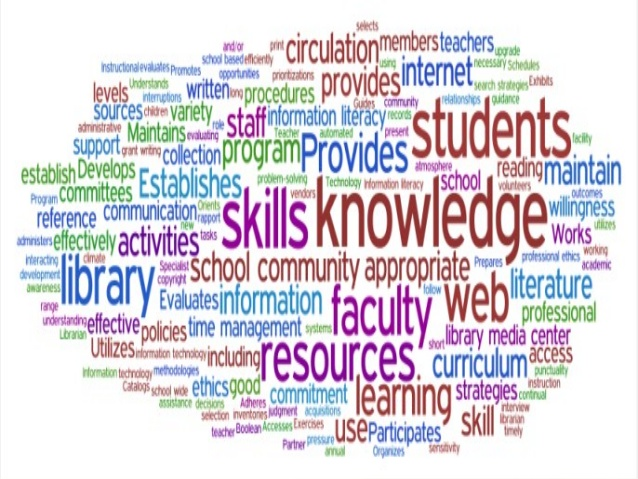 selects
and/or print circulation members teachers upgrade
school based efficiently using necessary Schedules
Instructional evaluates Promotes opportunities prioritizations provides internet search strategies Exhibits
levels Understands written long procedures Guides community relationships guidance
sources interruptions children variety role staff information literacy records students
administrative Maintains evaluating Teacher automated present facility
support grant writing collection program Provides atmosphere reading maintain
establish Develops Establishes problem-solving Technology Information literacy school volunteers outcomes
Program committees vendors willingness
reference communication Orients rapport skills knowledge utilizes
administers effectively activities new tasks Works
interacting climate Specialist school community appropriate Prepares professional ethics working academic
development library copyright
awareness Evaluates information follow web literature
range faculty professional
understanding effective policies time management systems
Librarian short library media center
Utilizes information technology including resources. curriculum access
Information technology methodologies punctuality
Catalogs school wide ethics good commitment learning strategies instruction continual
assistance decisions Adheres
selection inventories judgment acquisitions skill interview librarian timely
teacher Boolean Accesses Exercises use Participates
Partner pressure sensitivity
annual Organizes